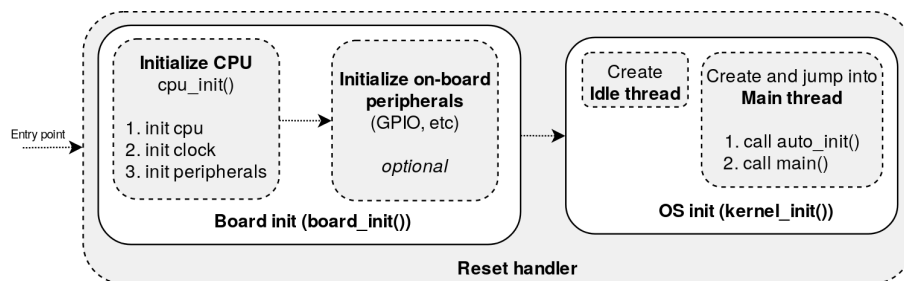 Entry point
Initialize CPU
cpu_init()
1. init cpu
2. init clock
3. init peripherals
Initialize on-board
peripherals
(GPIO, etc)
optional
Board init (board_init())
Create
Idle thread
Create and jump into
Main thread
1. call auto_init()
2. call main()
OS init (kernel_init())
Reset handler